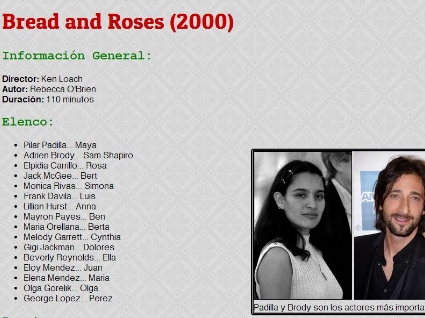 Bread and Roses (2000)
Información General:
Director: Ken Loach
Autor: Rebecca O'Brien
Duración: 110 minutos
Elenco:
Pilar Padilla... Maya
Adrien Brody... Sam Shapiro
Elpidia Carrillo... Rosa
Jack McGee... Bert
Monica Rivas... Simona
Frank Davila... Luis
Lillian Hurst... Anna
Mayron Payes... Ben
Maria Orellana... Berta
Melody Garrett... Cynthia
Gigi Jackman... Dolores
Beverly Reynolds... Ella
Eloy Mendez... Juan
Elena Mendez... Maria
Olga Gorelik... Olga
George Lopez... Perez
Padilla y Brody son los actores más importa